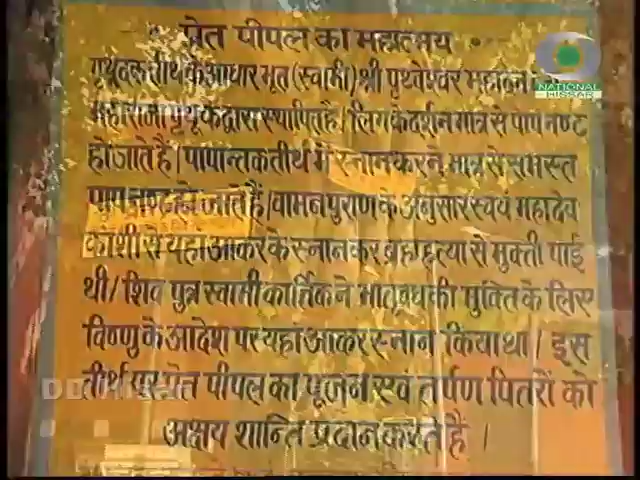 प्रेत पीपल का महात्मय
पृथुदक तीर्थ के आधार भूत (स्वामी) श्री पृथ्वेश्वर महादेव
महाराजा पृथु के द्वारा स्थापित है / लिंग के दर्शन मात्र से पाप नष्ट
हो जाते हैं / पापान्तक तीर्थ में स्नान करने मात्र से समस्त
पाप नष्ट हो जाते हैं / वामन पुराण के अनुसार स्वयं महादेव
काशी से यहा आकर के स्नान कर ब्रह्म हत्या से मुक्ती पाई
थी / शिव पुत्र स्वामी कार्तिक ने मातृवध की मुक्ति के लिए
विष्णु के आदेश पर यहां आकर स्नान किया था / इस
तीर्थ पर प्रेत पीपल का पूजन एवं तर्पण पितरों को
अक्षय शान्ति प्रदान करते हैं ।
NATIONAL
HISSAR